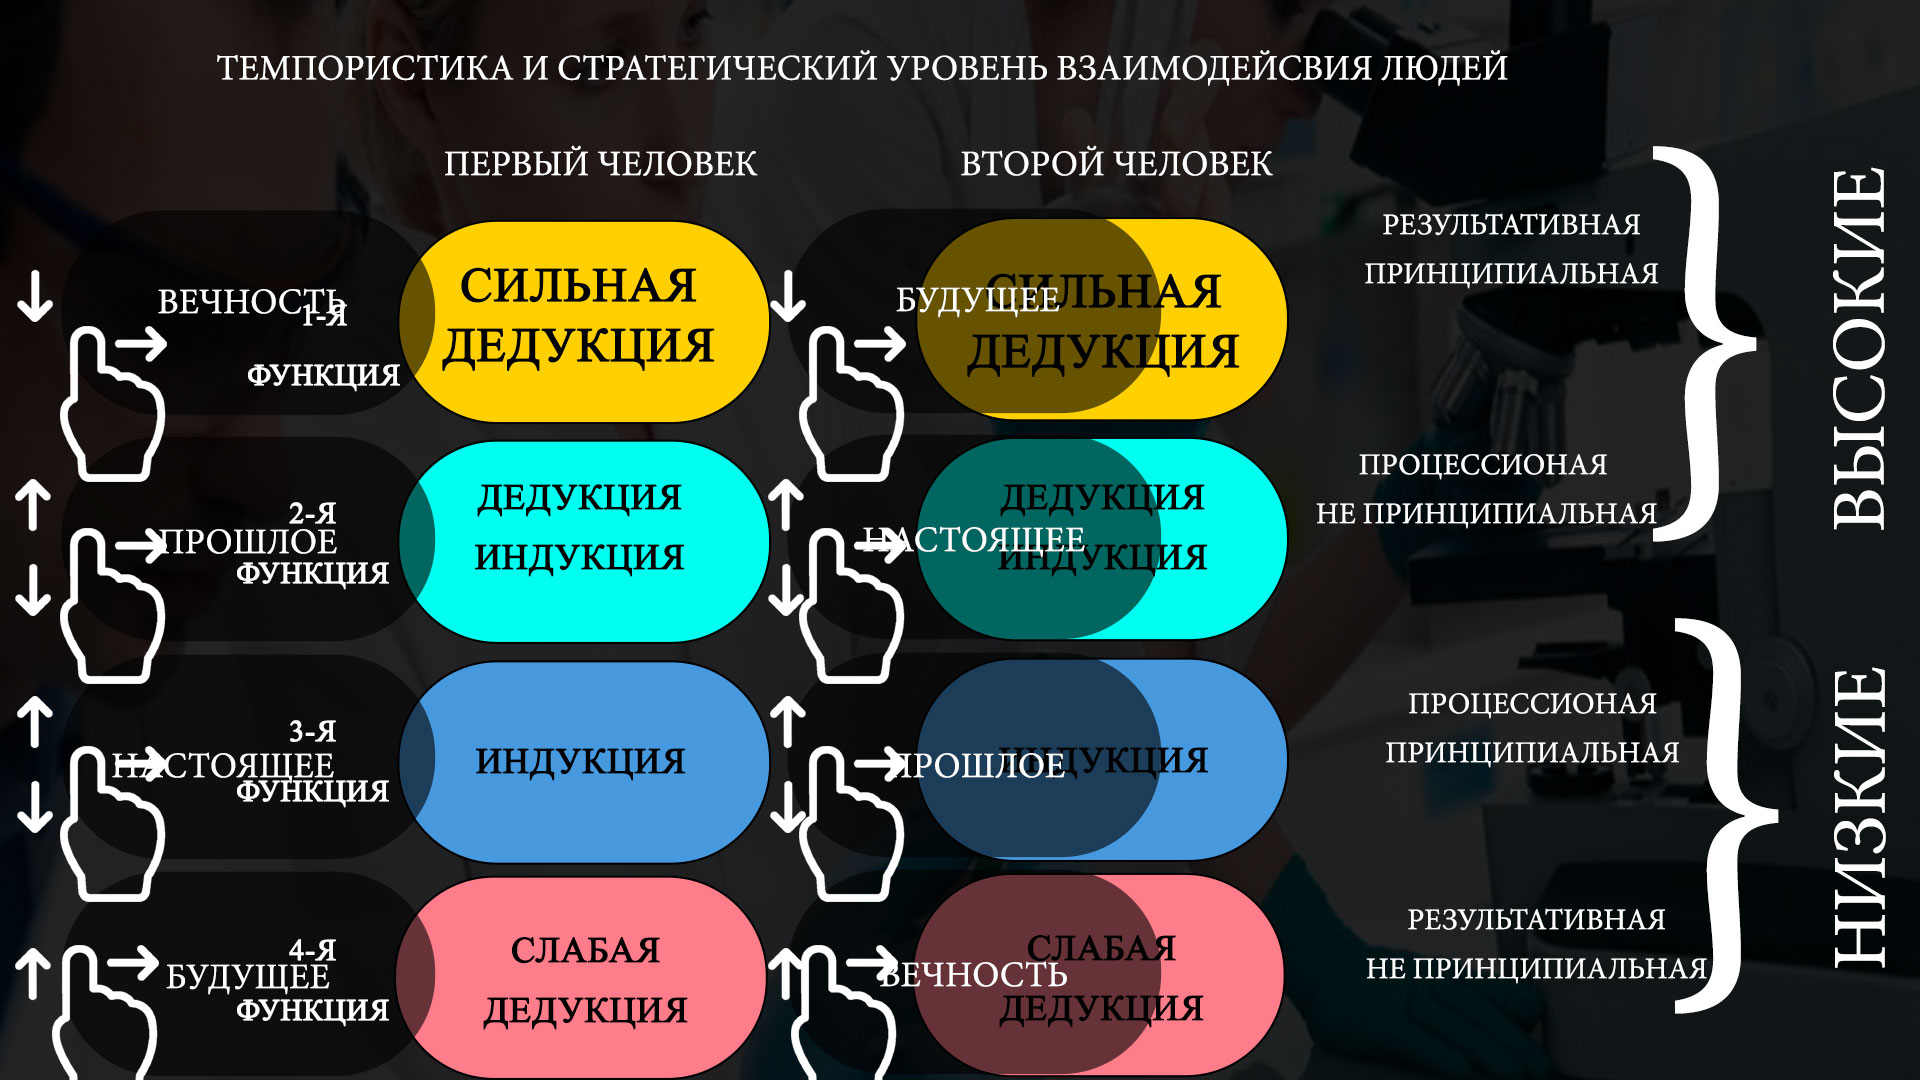 ТЕМПОРИСТИКА И СТРАТЕГИЧЕСКИЙ УРОВЕНЬ ВЗАИМОДЕЙСВИЯ ЛЮДЕЙ
ПЕРВЫЙ ЧЕЛОВЕК
ВТОРОЙ ЧЕЛОВЕК
ВЕЧНОСТЬ
1-Я
ФУНКЦИЯ
СИЛЬНАЯ
ДЕДУКЦИЯ
БУДУЩЕЕ
СИЛЬНАЯ
ДЕДУКЦИЯ
РЕЗУЛЬТАТИВНАЯ
ПРИНЦИПИАЛЬНАЯ
ПРОШЛОЕ
2-Я
ФУНКЦИЯ
ДЕДУКЦИЯ
ИНДУКЦИЯ
НАСТОЯЩЕЕ
ДЕДУКЦИЯ
ИНДУКЦИЯ
ПРОЦЕССИОНАЯ
НЕ ПРИНЦИПИАЛЬНАЯ
ВЫСОКИЕ
НАСТОЯЩЕЕ
3-Я
ФУНКЦИЯ
ИНДУКЦИЯ
ПРОШЛОЕ
ИНДУКЦИЯ
ПРОЦЕССИОНАЯ
ПРИНЦИПИАЛЬНАЯ
БУДУЩЕЕ
4-Я
ФУНКЦИЯ
СЛАБАЯ
ДЕДУКЦИЯ
ВЕЧНОСТЬ
СЛАБАЯ
ДЕДУКЦИЯ
РЕЗУЛЬТАТИВНАЯ
НЕ ПРИНЦИПИАЛЬНАЯ
НИЗКИЕ